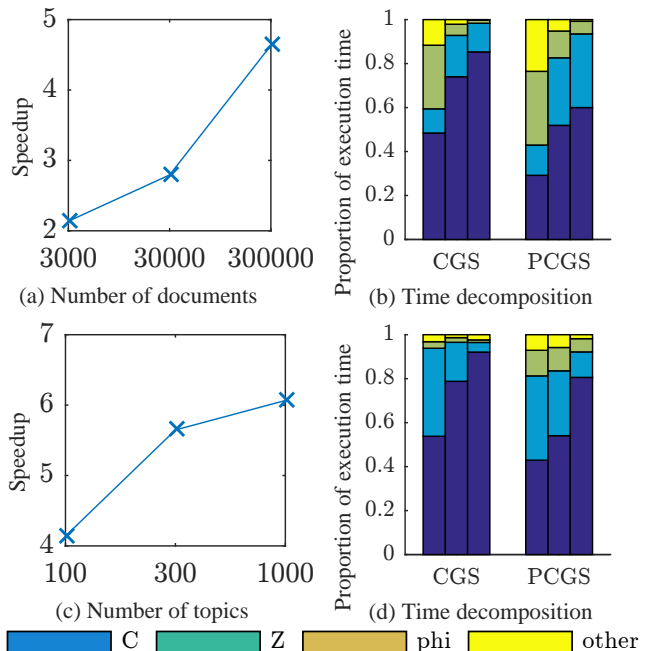 5
4
3
2
Speedup
3000 30000 300000
(a) Number of documents
1
0.8
0.6
0.4
0.2
0
Proportion of execution time
CGS PCGS
(b) Time decomposition
7
6
5
4
Speedup
100 300 1000
(c) Number of topics
1
0.8
0.6
0.4
0.2
0
Proportion of execution time
CGS PCGS
(d) Time decomposition
C Z phi other